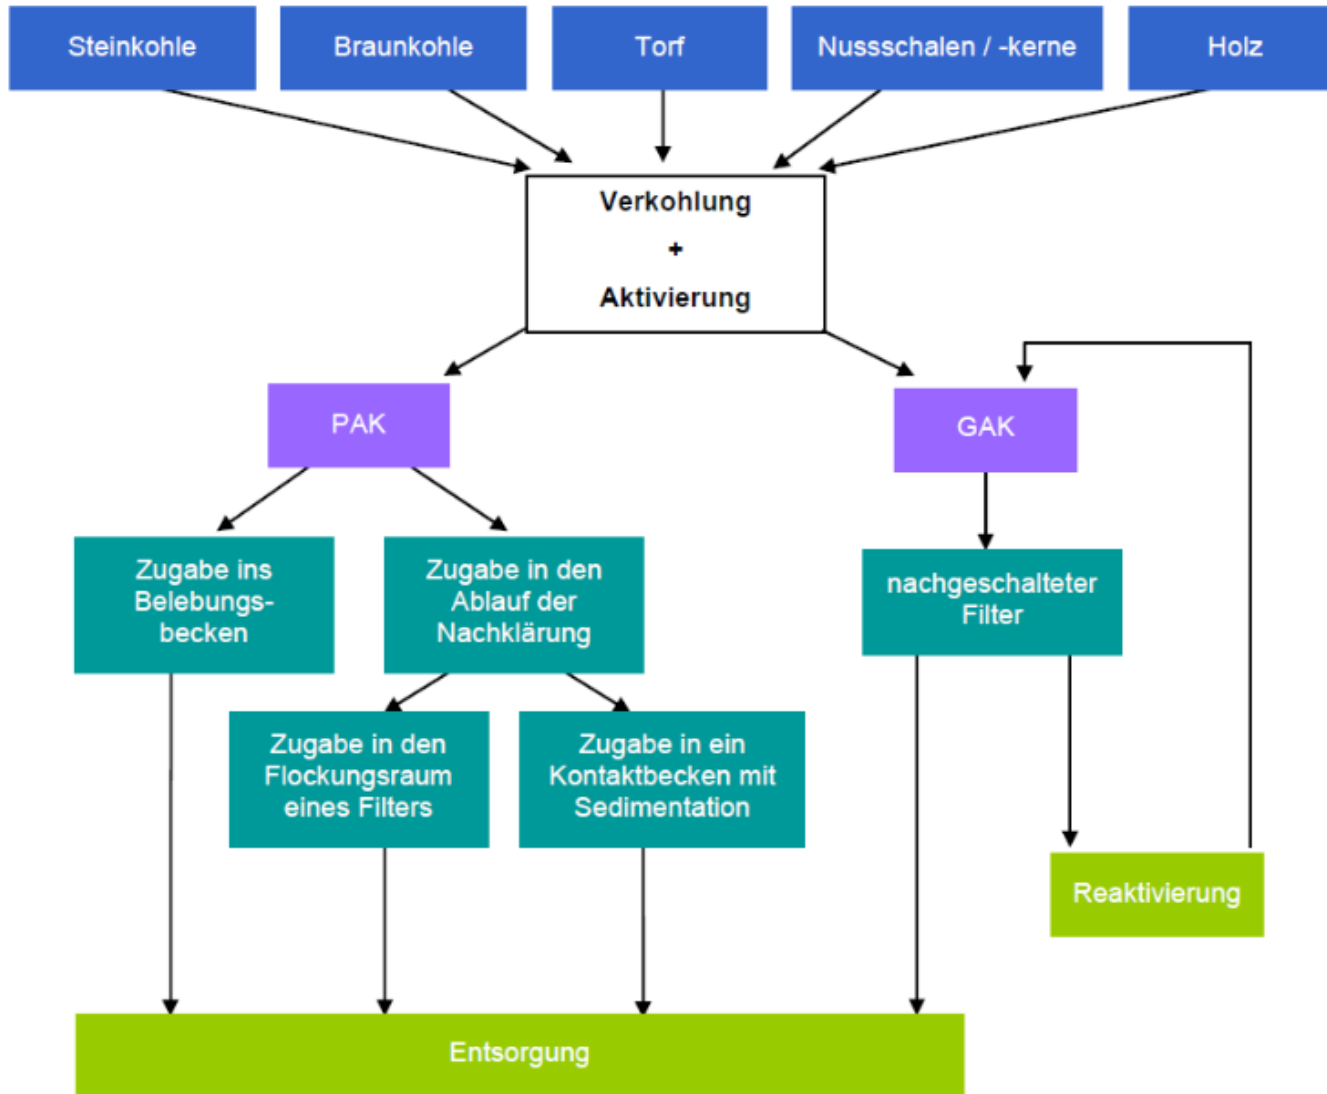 Steinkohle
Braunkohle
Torf
Nussschalen / -kerne
Holz
Verkohlung
+
Aktivierung
PAK
GAK
Zugabe ins
Belebungs-
becken
Zugabe in den
Ablauf der
Nachklärung
nachgeschalteter
Filter
Zugabe in den
Flockungsraum
eines Filters
Zugabe in ein
Kontaktbecken mit
Sedimentation
Reaktivierung
Entsorgung